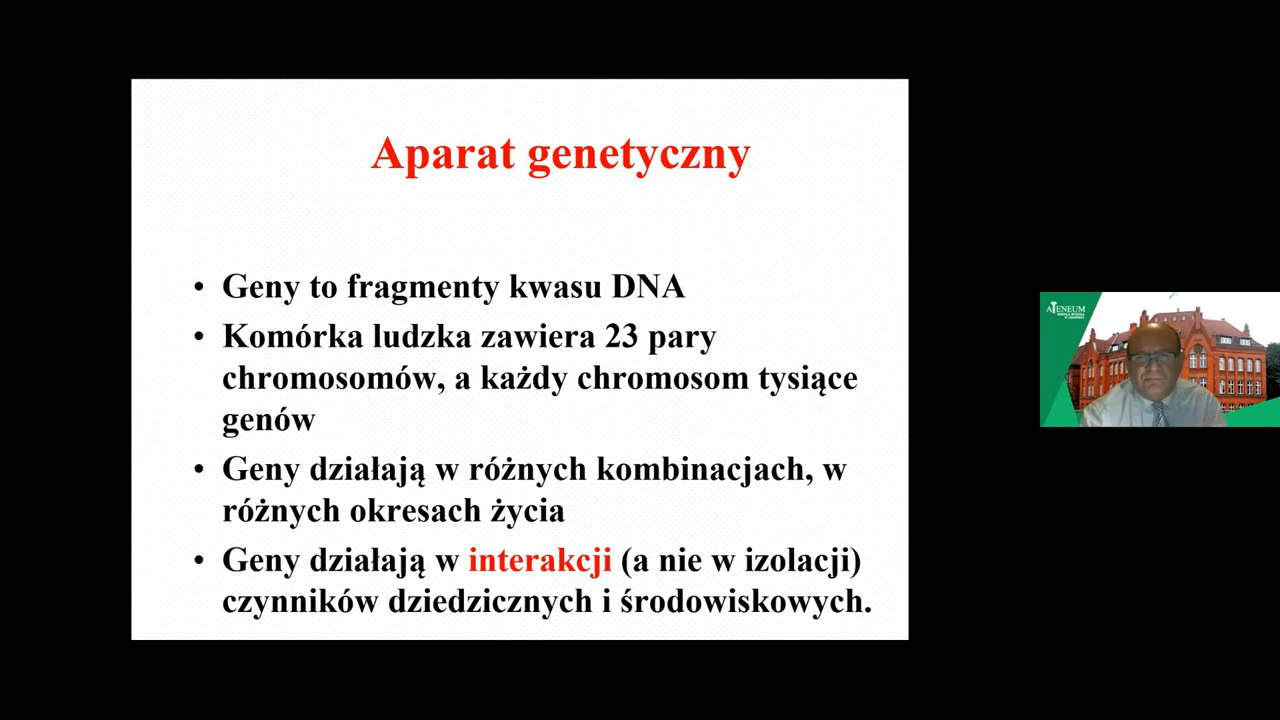 Aparat genetyczny
• Geny to fragmenty kwasu DNA
• Komórka ludzka zawiera 23 pary
chromosomów, a każdy chromosom tysiące
genów
• Geny działają w różnych kombinacjach, w
różnych okresach życia
• Geny działają w interakcji (a nie w izolacji)
czynników dziedzicznych i środowiskowych.
ATENEUM